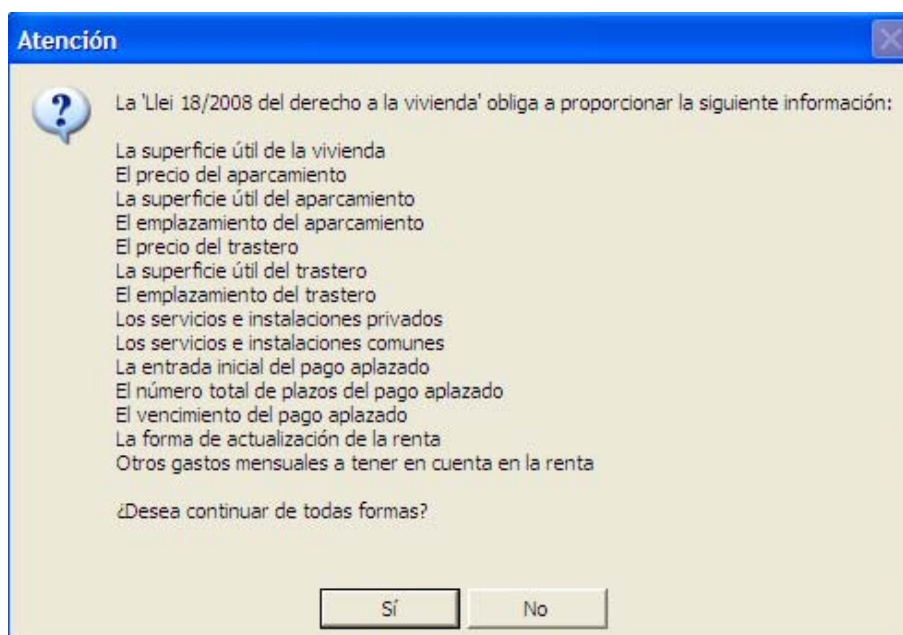 Atención
La 'Llei 18/2008 del derecho a la vivienda' obliga a proporcionar la siguiente información:
La superficie útil de la vivienda
El precio del aparcamiento
La superficie útil del aparcamiento
El emplazamiento del aparcamiento
El precio del trastero
La superficie útil del trastero
El emplazamiento del trastero
Los servicios e instalaciones privados
Los servicios e instalaciones comunes
La entrada inicial del pago aplazado
El número total de plazos del pago aplazado
El vencimiento del pago aplazado
La forma de actualización de la renta
Otros gastos mensuales a tener en cuenta en la renta
¿Desea continuar de todas formas?
Sí No